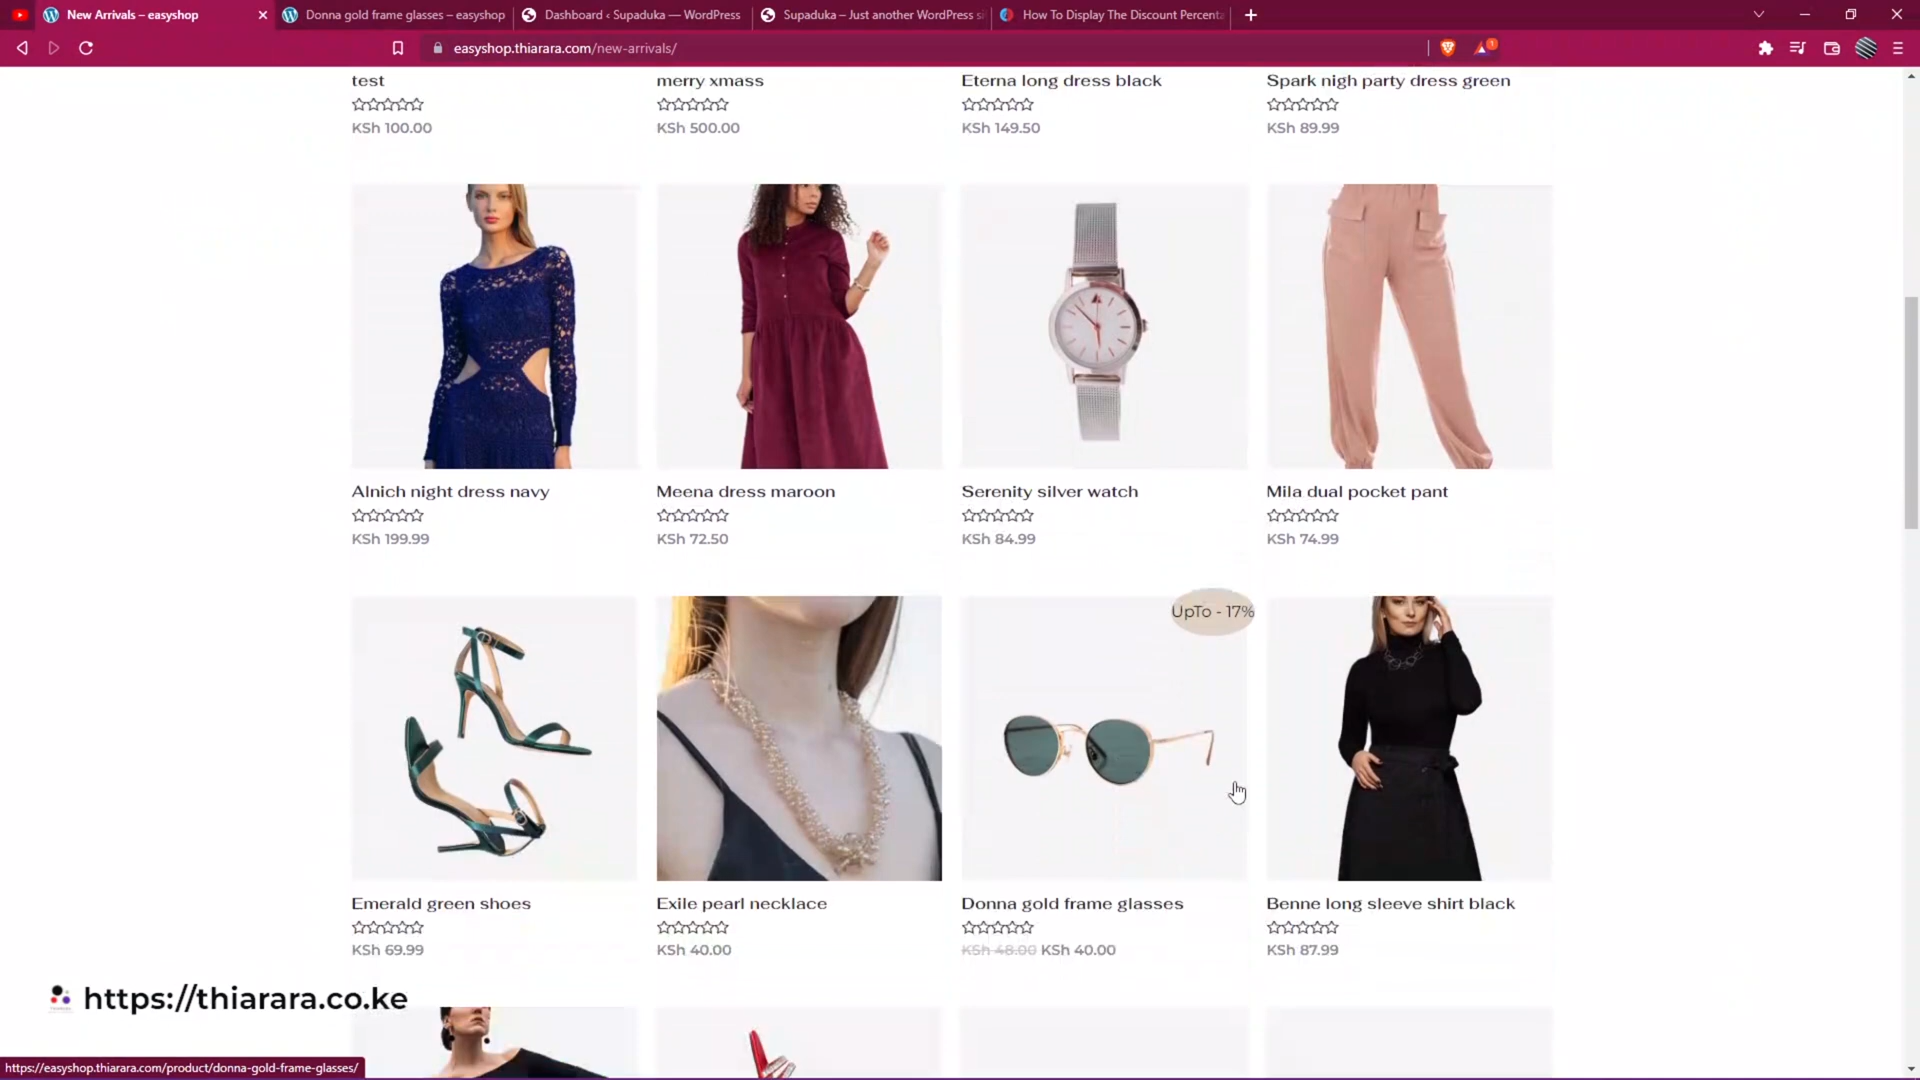 New Arrivals – easyshop
Donna gold frame glasses – easyshop
Dashboard ‹ Supaduka — WordPress
Supaduka – Just another WordPress si
How To Display The Discount Percenta
easyshop.thiarara.com/new-arrivals/
1
test
merry xmass
Eterna long dress black
Spark nigh party dress green
KSh 100.00
KSh 500.00
KSh 149.50
KSh 89.99
Alnich night dress navy
Meena dress maroon
Serenity silver watch
Mila dual pocket pant
KSh 199.99
KSh 72.50
KSh 84.99
KSh 74.99
UpTo - 17%
Emerald green shoes
Exile pearl necklace
Donna gold frame glasses
Benne long sleeve shirt black
KSh 69.99
KSh 40.00
KSh 48.00 KSh 40.00
KSh 87.99
https://thiarara.co.ke
https://easyshop.thiarara.com/product/donna-gold-frame-glasses/